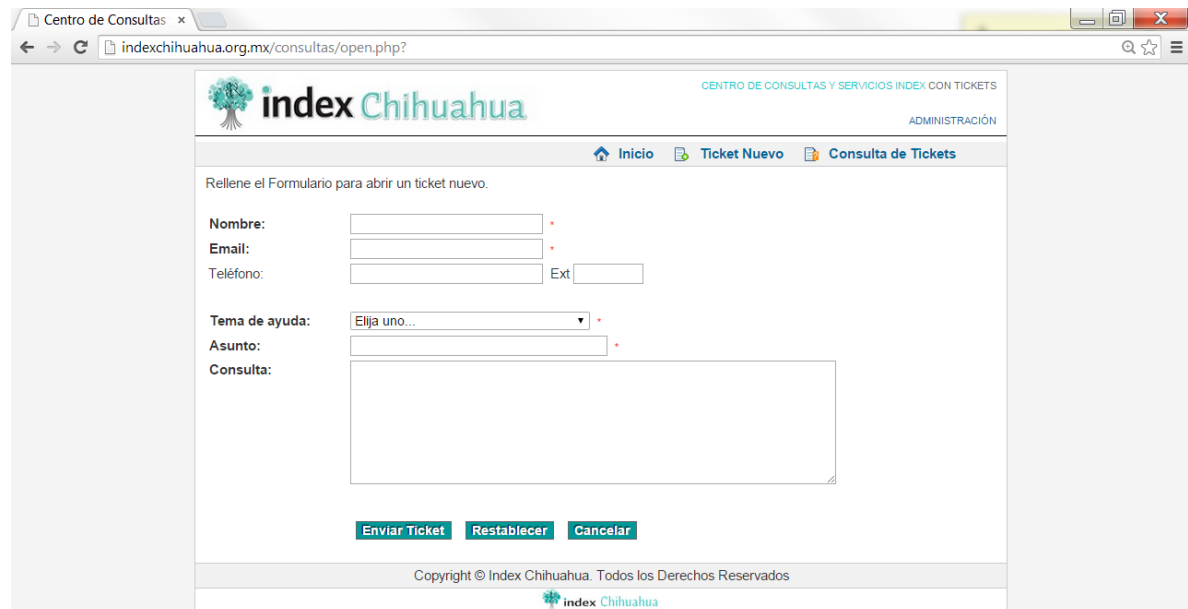 Centro de Consultas
indexchihuahua.org.mx/consultas/open.php?
index Chihuahua
CENTRO DE CONSULTAS Y SERVICIOS INDEX CON TICKETS
ADMINISTRACIÓN
Inicio Ticket Nuevo Consulta de Tickets
Rellene el Formulario para abrir un ticket nuevo.
Nombre: *
Email: *
Teléfono: Ext
Tema de ayuda: Elija uno... *
Asunto: *
Consulta:
Enviar Ticket Restablecer Cancelar
Copyright © Index Chihuahua. Todos los Derechos Reservados
index Chihuahua